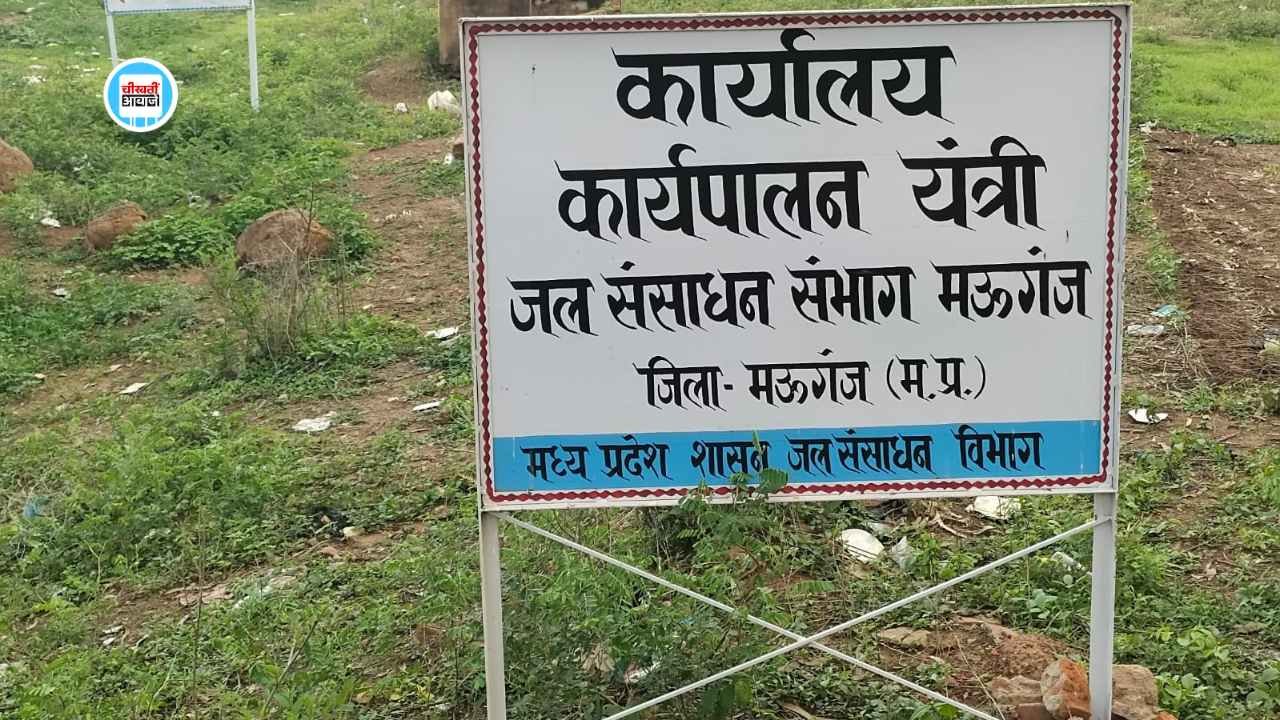 चीखती
आवाजें
कार्यालय
कार्यपालन यंत्री
जल संसाधन संभाग मऊगंज
जिला- मऊगंज (म.प्र.)
मध्य प्रदेश शासन जल संसाधन विभाग